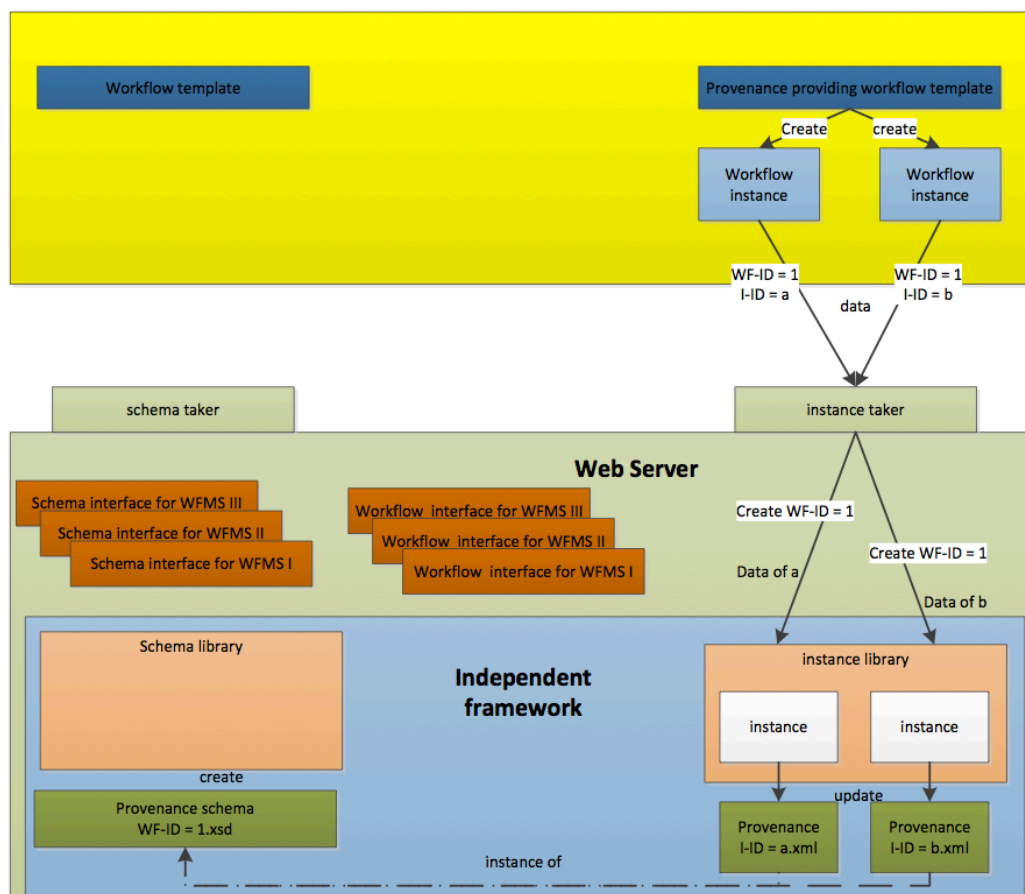 Workflow template
Provenance providing workflow template
Create
create
Workflow
instance
Workflow
instance
WF-ID = 1
I-ID = a
WF-ID = 1
I-ID = b
data
schema taker
instance taker
Web Server
Schema interface for WFMS III
Schema interface for WFMS II
Schema interface for WFMS I
Workflow interface for WFMS III
Workflow interface for WFMS II
Workflow interface for WFMS I
Create WF-ID = 1
Create WF-ID = 1
Data of a
Data of b
Schema library
Independent
framework
instance library
instance
instance
create
update
Provenance schema
WF-ID = 1.xsd
Provenance
I-ID = a.xml
Provenance
I-ID = b.xml
instance of